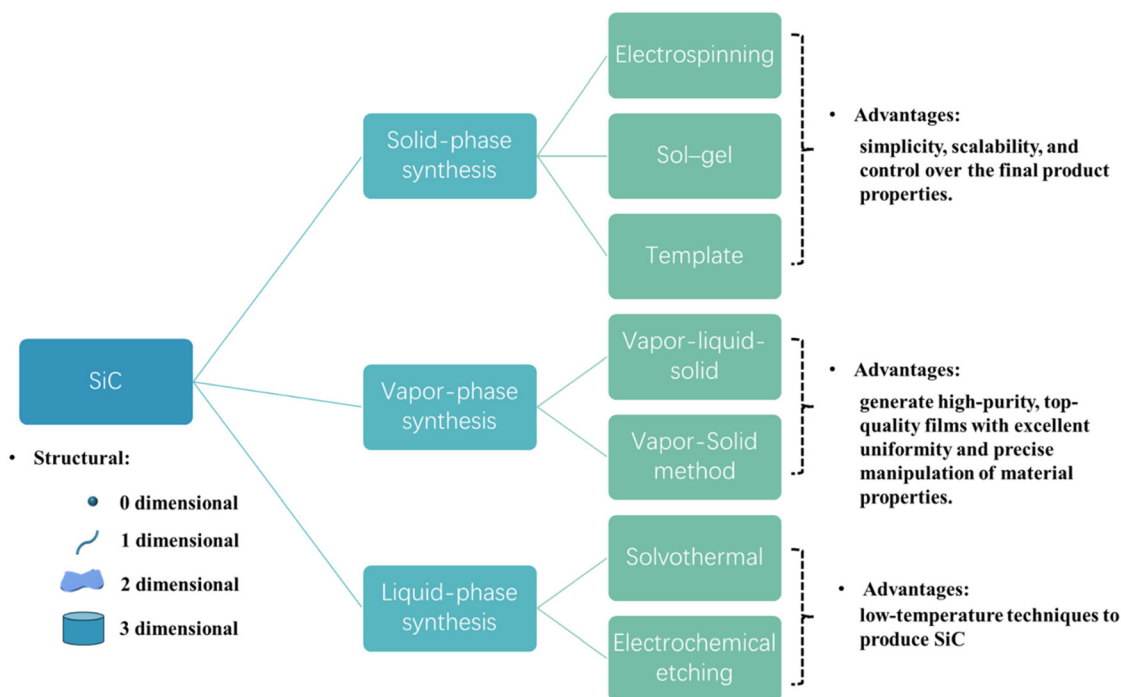 SiC
• Structural:
0 dimensional
1 dimensional
2 dimensional
3 dimensional
Solid-phase
synthesis
Vapor-phase
synthesis
Liquid-phase
synthesis
Electrospinning
Sol–gel
Template
Vapor-liquid-
solid
Vapor-Solid
method
Solvothermal
Electrochemical
etching
• Advantages:
simplicity, scalability, and
control over the final product
properties.
• Advantages:
generate high-purity, top-
quality films with excellent
uniformity and precise
manipulation of material
properties.
• Advantages:
low-temperature techniques to
produce SiC